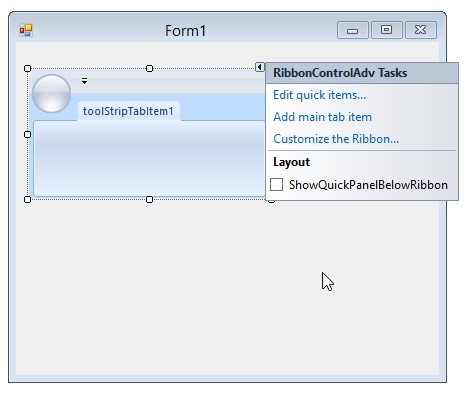 Form1
RibbonControlAdv Tasks
Edit quick items...
Add main tab item
toolStripTabItem1
Customize the Ribbon...
Layout
ShowQuickPanelBelowRibbon